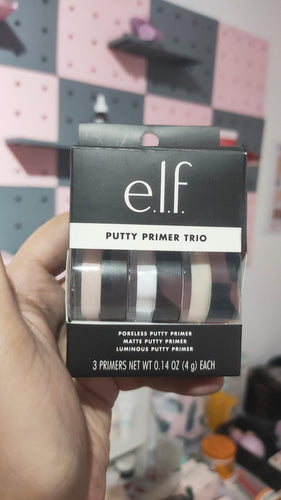 e.l.f.
PUTTY PRIMER TRIO
PORELESS PUTTY PRIMER
MATTE PUTTY PRIMER
LUMINOUS PUTTY PRIMER
3 PRIMERS NET WT 0.14 OZ (4 g) EACH